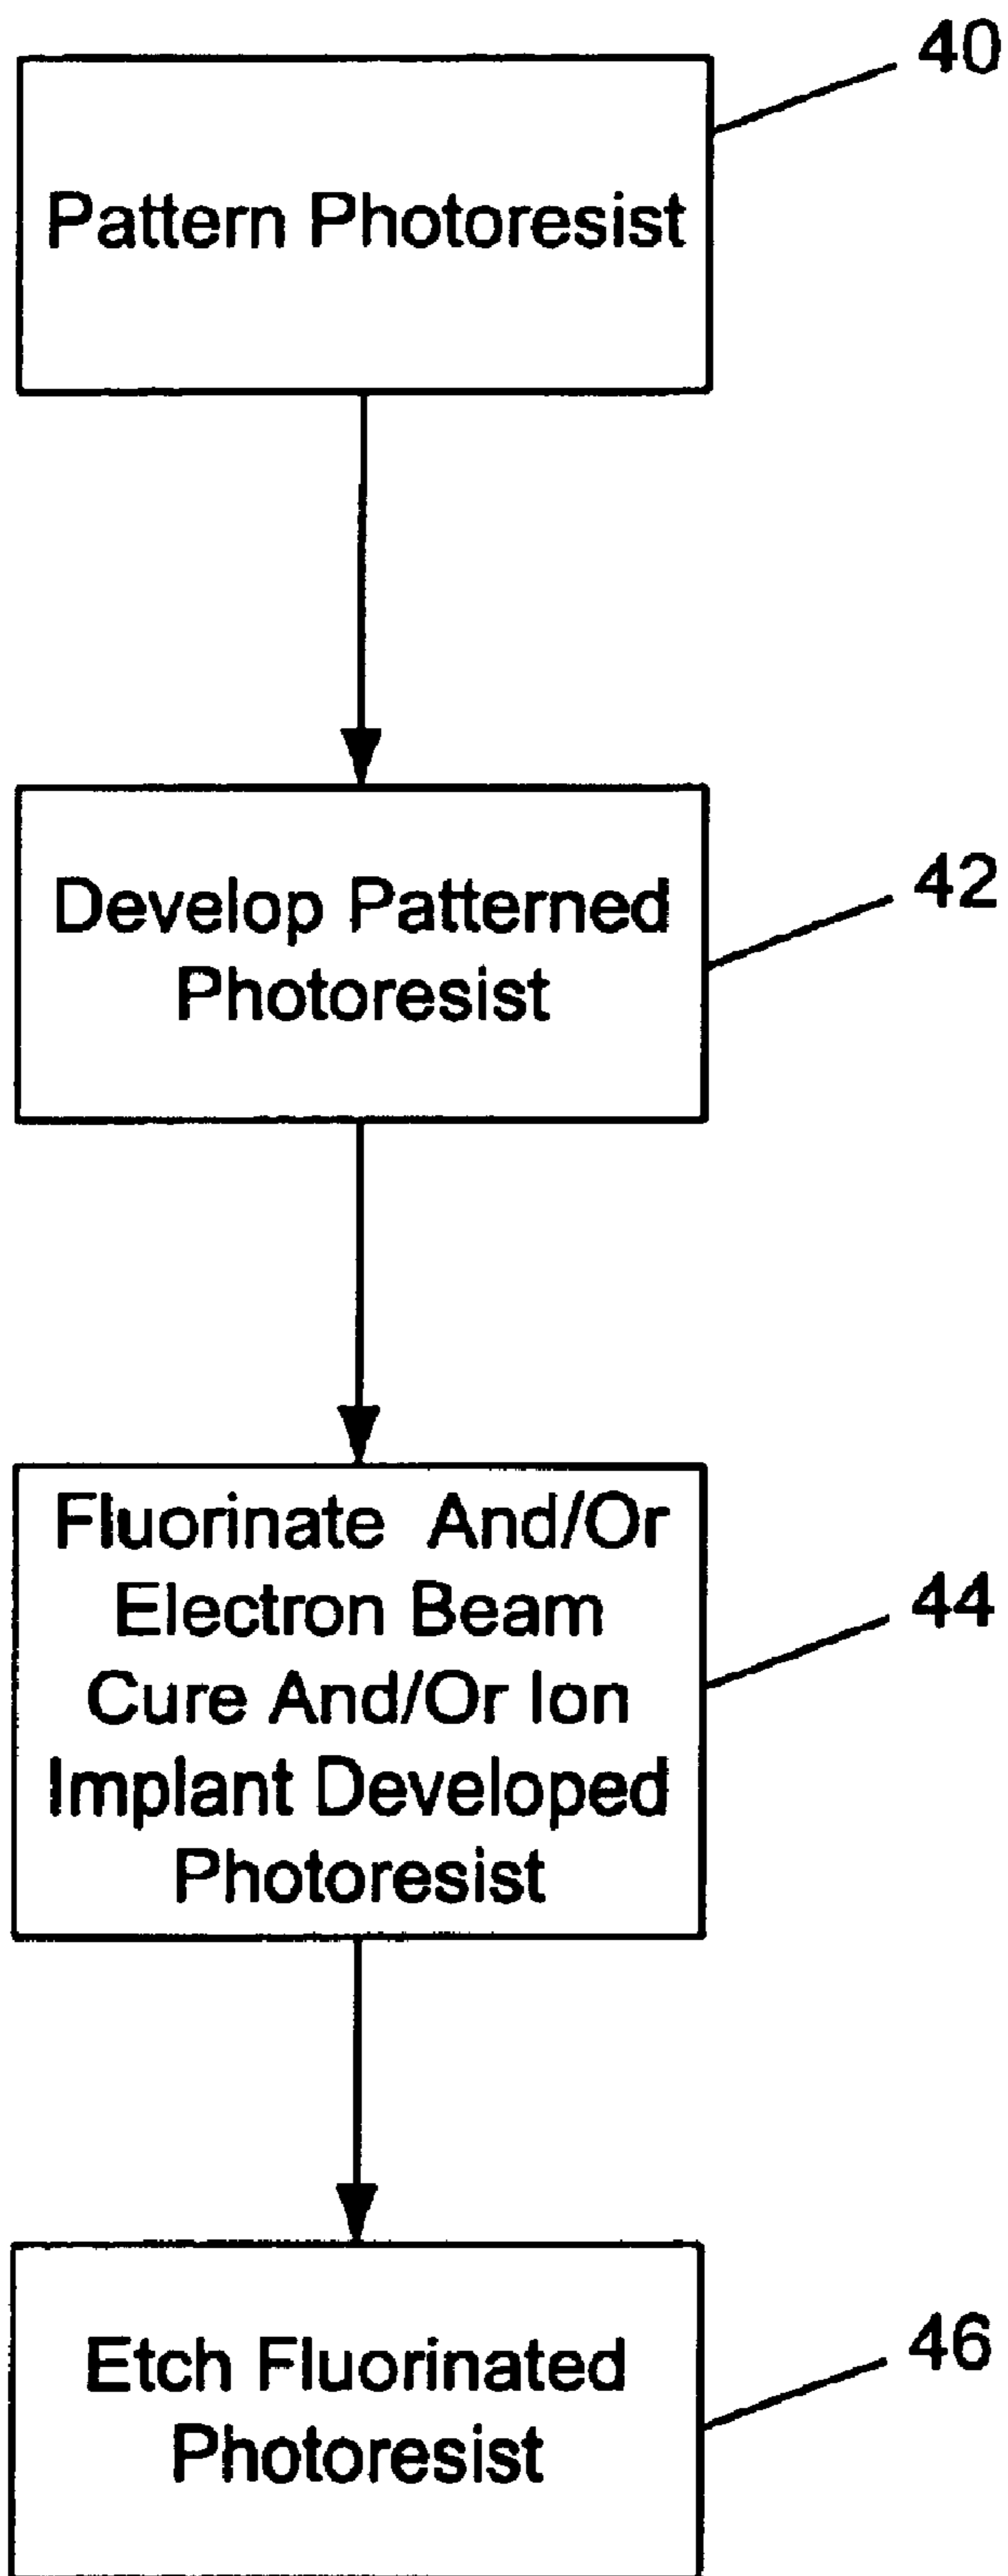 40
Pattern Photoresist
42
Develop Patterned
Photoresist
Fluorinate And/Or
Electron Beam
44
Cure And/Or Ion
Implant Developed
Photoresist
46
Etch Fluorinated
Photoresist